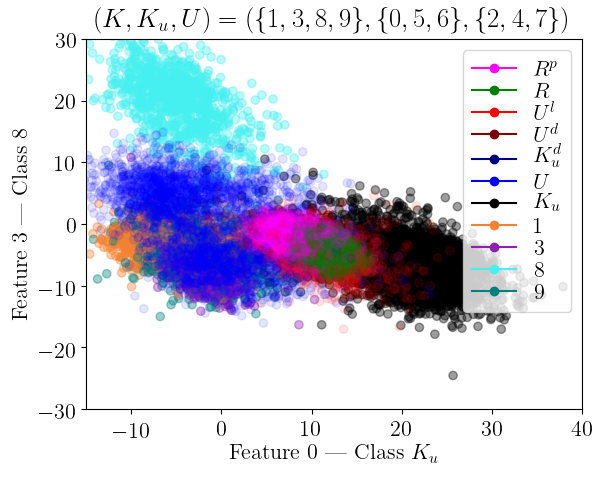 (K, K_u, U) = ({1, 3, 8, 9}, {0, 5, 6}, {2, 4, 7})
30
20
10
0
−10
−20
−30
Feature 3 — Class 8
R^p
R
U^l
U^d
K_u^d
U
K_u
1
3
8
9
−10
0
10
20
30
40
Feature 0 — Class K_u